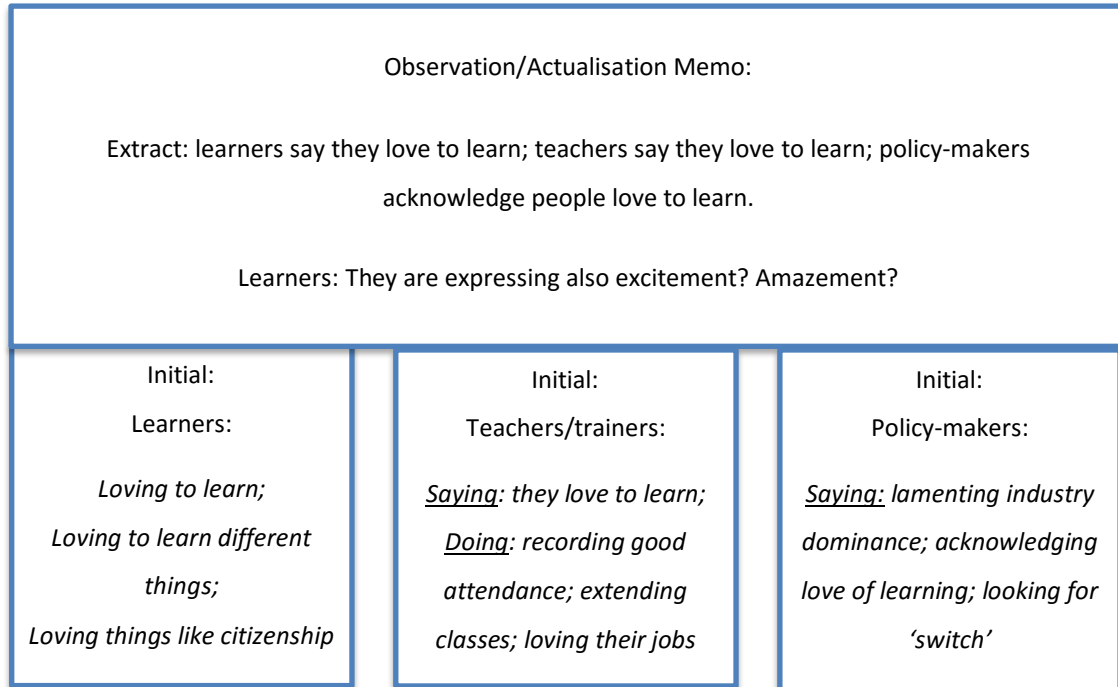 Observation/Actualisation Memo:
Extract: learners say they love to learn; teachers say they love to learn; policy-makers
acknowledge people love to learn.
Learners: They are expressing also excitement? Amazement?
Initial:
Learners:
Loving to learn;
Loving to learn different
things;
Loving things like citizenship
Initial:
Teachers/trainers:
Saying: they love to learn;
Doing: recording good
attendance; extending
classes; loving their jobs
Initial:
Policy-makers:
Saying: lamenting industry
dominance; acknowledging
love of learning; looking for
‘switch’